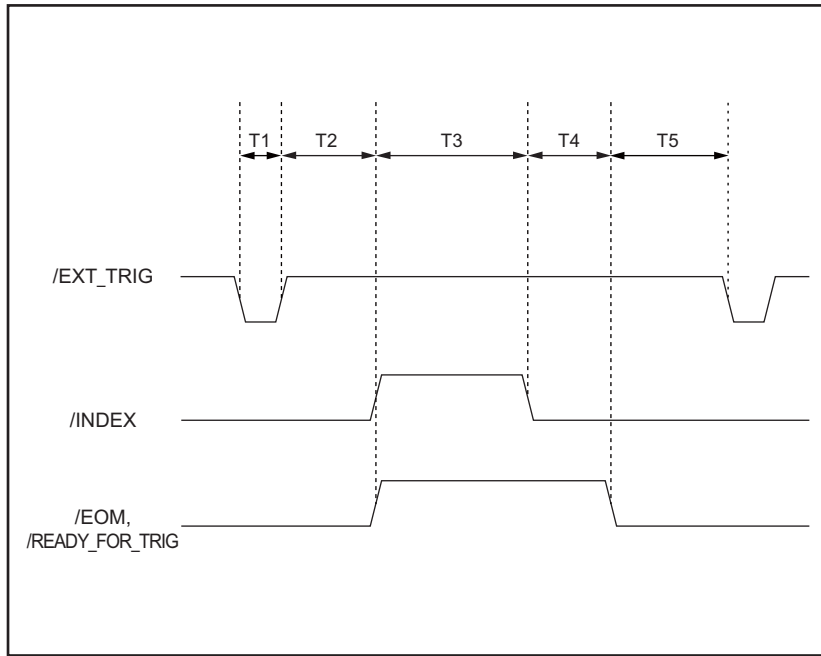 T1 T2 T3 T4 T5
/EXT_TRIG
/INDEX
/EOM,
/READY_FOR_TRIG